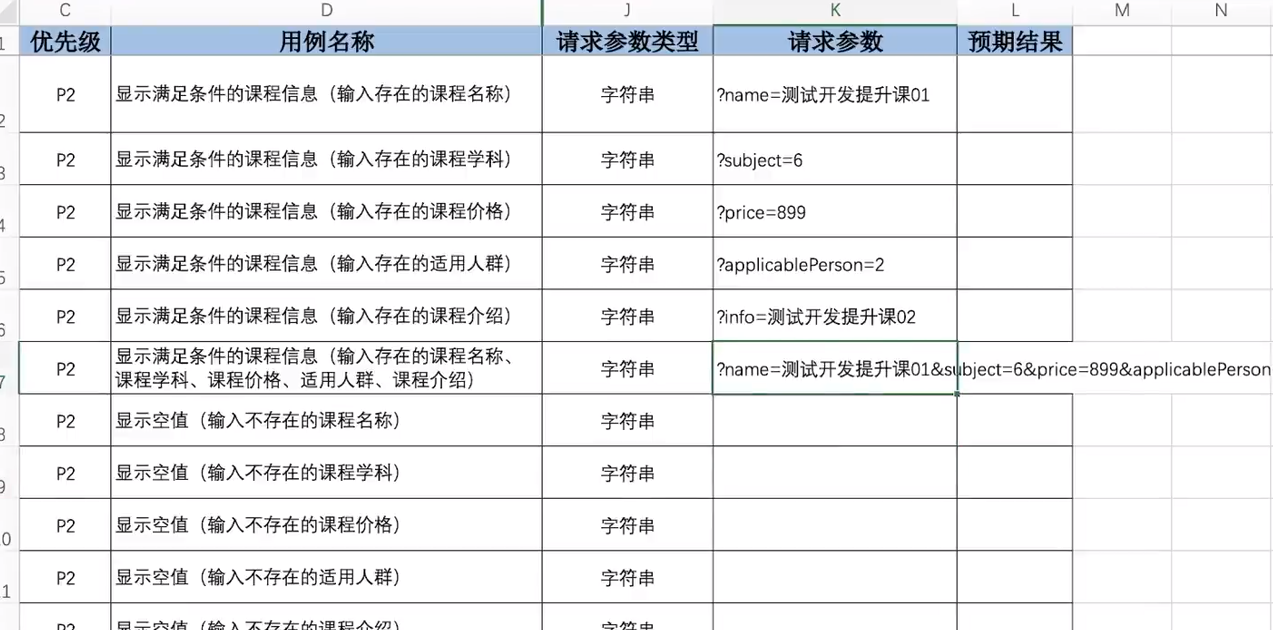 C D J K L M N
1 优先级 用例名称 请求参数类型 请求参数 预期结果
2 P2 显示满足条件的课程信息（输入存在的课程名称） 字符串 ?name=测试开发提升课01
3 P2 显示满足条件的课程信息（输入存在的课程学科） 字符串 ?subject=6
4 P2 显示满足条件的课程信息（输入存在的课程价格） 字符串 ?price=899
5 P2 显示满足条件的课程信息（输入存在的适用人群） 字符串 ?applicablePerson=2
6 P2 显示满足条件的课程信息（输入存在的课程介绍） 字符串 ?info=测试开发提升课02
显示满足条件的课程信息（输入存在的课程名称、
7 P2 字符串 ?name=测试开发提升课01&subject=6&price=899&applicablePerson
课程学科、课程价格、适用人群、课程介绍）
8 P2 显示空值（输入不存在的课程名称） 字符串
9 P2 显示空值（输入不存在的课程学科） 字符串
0 P2 显示空值（输入不存在的课程价格） 字符串
1 P2 显示空值（输入不存在的适用人群） 字符串
P2 显示空值（输入不存在的课程介绍） 字符串